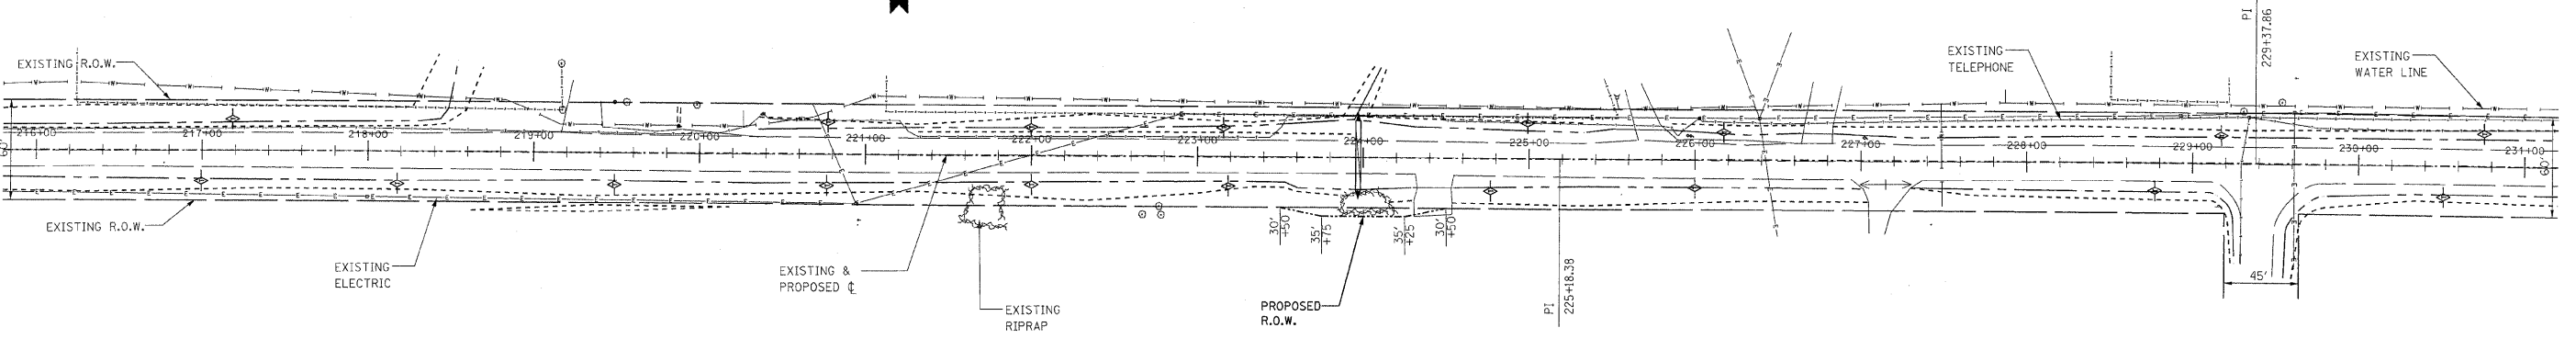 PI
229+37.86
EXISTING R.O.W.
EXISTING
TELEPHONE
EXISTING
WATER LINE
216+00
217+00
218+00
219+00
220+00
221+00
222+00
223+00
224+00
225+00
226+00
227+00
228+00
229+00
230+00
231+00
60'
60'
EXISTING R.O.W.
EXISTING
ELECTRIC
EXISTING &
PROPOSED ℄
EXISTING
RIPRAP
PROPOSED
R.O.W.
30'
+50
35'
+75
35'
+25
30'
+50
PI
225+18.38
45'